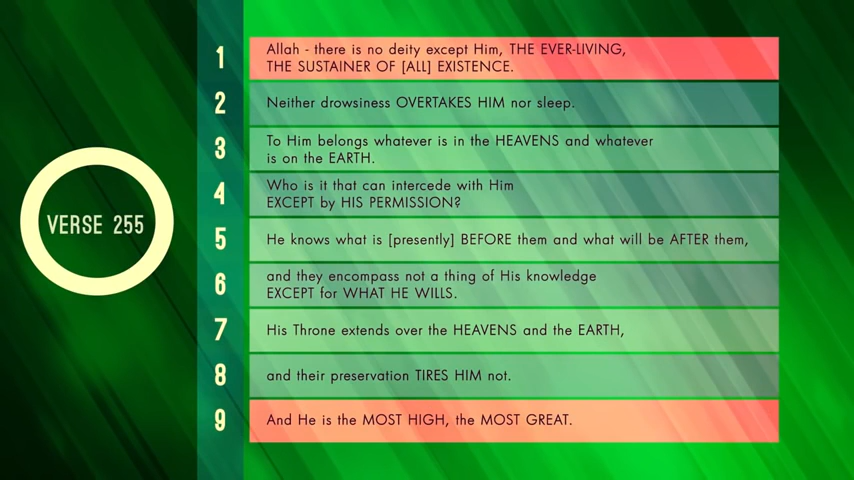 VERSE 255
1
Allah - there is no deity except Him, THE EVER-LIVING,
THE SUSTAINER OF [ALL] EXISTENCE.
2
Neither drowsiness OVERTAKES HIM nor sleep.
3
To Him belongs whatever is in the HEAVENS and whatever
is on the EARTH.
4
Who is it that can intercede with Him
EXCEPT by HIS PERMISSION?
5
He knows what is [presently] BEFORE them and what will be AFTER them,
6
and they encompass not a thing of His knowledge
EXCEPT for WHAT HE WILLS.
7
His Throne extends over the HEAVENS and the EARTH,
8
and their preservation TIRES HIM not.
9
And He is the MOST HIGH, the MOST GREAT.